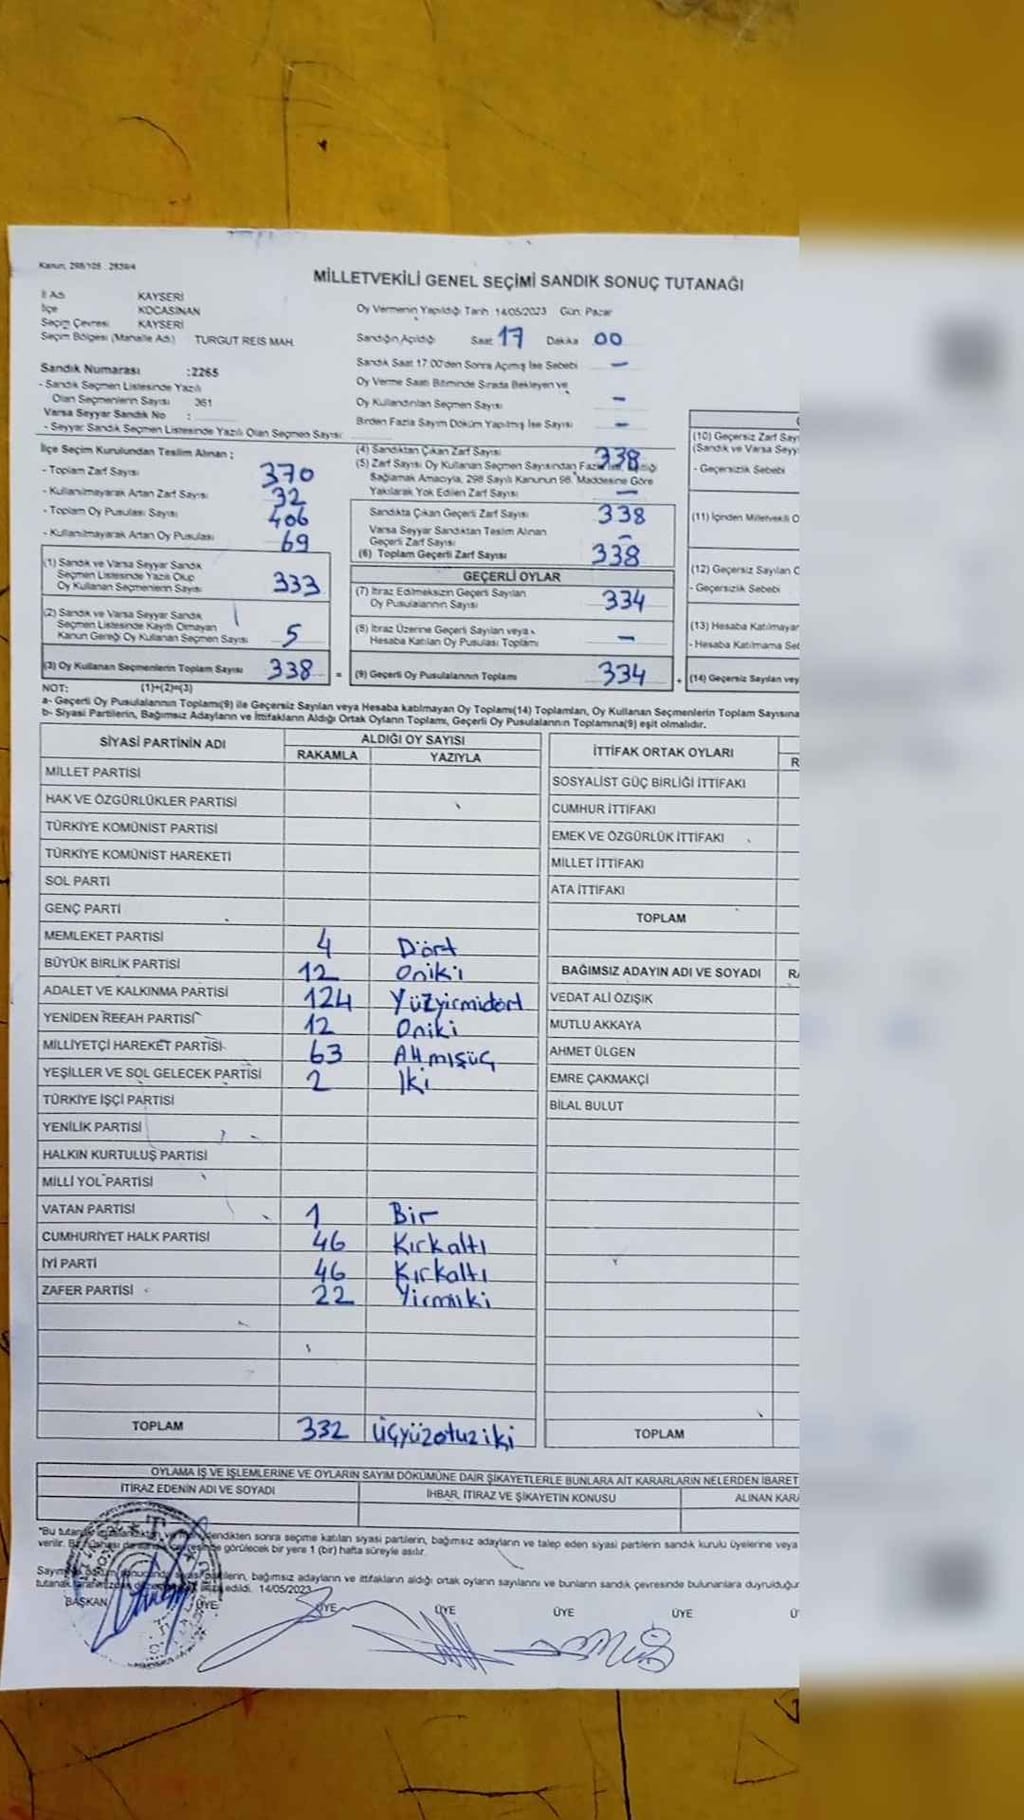 Kanun, 298/105 . 2839/4
MİLLETVEKİLİ GENEL SEÇİMİ SANDIK SONUÇ TUTANAĞI
İl Adı KAYSERİ
İlçe KOCASİNAN
Seçim Çevresi KAYSERİ
Seçim Bölgesi (Mahalle Adı) TURGUT REİS MAH.
Oy Vermenin Yapıldığı Tarih 14/05/2023 Gün: Pazar
Sandığın Açıldığı Saat 17 Dakika 00
Sandık Saat 17:00'den Sonra Açılmış İse Sebebi –
Oy Verme Saati Bitiminde Sırada Bekleyen ve
Oy Kullandırılan Seçmen Sayısı –
Birden Fazla Sayım Döküm Yapılmış İse Sayısı –
Sandık Numarası :2265
- Sandık Seçmen Listesinde Yazılı
Olan Seçmenlerin Sayısı 361
Varsa Seyyar Sandık No :
- Seyyar Sandık Seçmen Listesinde Yazılı Olan Seçmen Sayısı:
İlçe Seçim Kurulundan Teslim Alınan ;
- Toplam Zarf Sayısı 370
- Kullanılmayarak Artan Zarf Sayısı 32
- Toplam Oy Pusulası Sayısı 406
- Kullanılmayarak Artan Oy Pusulası 69
(1) Sandık ve Varsa Seyyar Sandık
Seçmen Listesinde Yazılı Olup
Oy Kullanan Seçmenlerin Sayısı 333
(2) Sandık ve Varsa Seyyar Sandık
Seçmen Listesinde Kayıtlı Olmayan
Kanun Gereği Oy Kullanan Seçmen Sayısı 5
(3) Oy Kullanan Seçmenlerin Toplam Sayısı 338 =
(4) Sandıktan Çıkan Zarf Sayısı 338
(5) Zarf Sayısı Oy Kullanan Seçmen Sayısından Fazla
Sağlamak Amacıyla, 298 Sayılı Kanunun 98. Maddesine Göre
Yakılarak Yok Edilen Zarf Sayısı –
Sandıkta Çıkan Geçerli Zarf Sayısı 338
Varsa Seyyar Sandıktan Teslim Alınan
Geçerli Zarf Sayısı –
(6) Toplam Geçerli Zarf Sayısı 338
GEÇERLİ OYLAR
(7) İtiraz Edilmeksizin Geçerli Sayılan
Oy Pusulalarının Sayısı 334
(8) İtiraz Üzerine Geçerli Sayılan veya
Hesaba Katılan Oy Pusulası Toplamı –
(9) Geçerli Oy Pusulalarının Toplamı 334 +
(10) Geçersiz Zarf Sayı
(Sandık ve Varsa Seyy
- Geçersizlik Sebebi
(11) İçinden Milletvekili O
(12) Geçersiz Sayılan O
- Geçersizlik Sebebi
(13) Hesaba Katılmayan
- Hesaba Katılmama Seb
(14) Geçersiz Sayılan vey
NOT: (1)+(2)=(3)
a- Geçerli Oy Pusulalarının Toplamı(9) ile Geçersiz Sayılan veya Hesaba katılmayan Oy Toplamı(14) Toplamları, Oy Kullanan Seçmenlerin Toplam Sayısına
b- Siyasi Partilerin, Bağımsız Adayların ve İttifakların Aldığı Ortak Oyların Toplamı, Geçerli Oy Pusulalarının Toplamına(9) eşit olmalıdır.
SİYASİ PARTİNİN ADI ALDIĞI OY SAYISI
RAKAMLA YAZIYLA
MİLLET PARTİSİ
HAK VE ÖZGÜRLÜKLER PARTİSİ
TÜRKİYE KOMÜNİST PARTİSİ
TÜRKİYE KOMÜNİST HAREKETİ
SOL PARTİ
GENÇ PARTİ
MEMLEKET PARTİSİ 4 Dört
BÜYÜK BİRLİK PARTİSİ 12 Oniki
ADALET VE KALKINMA PARTİSİ 124 Yüzyirmidört
YENİDEN REFAH PARTİSİ 12 Oniki
MİLLİYETÇİ HAREKET PARTİSİ 63 Atmışüç
YEŞİLLER VE SOL GELECEK PARTİSİ 2 İki
TÜRKİYE İŞÇİ PARTİSİ
YENİLİK PARTİSİ
HALKIN KURTULUŞ PARTİSİ
MİLLİ YOL PARTİSİ
VATAN PARTİSİ 1 Bir
CUMHURİYET HALK PARTİSİ 46 Kırkaltı
İYİ PARTİ 46 Kırkaltı
ZAFER PARTİSİ 22 Yirmiiki
TOPLAM 332 Üçyüzotuziki
İTTİFAK ORTAK OYLARI
R
SOSYALİST GÜÇ BİRLİĞİ İTTİFAKI
CUMHUR İTTİFAKI
EMEK VE ÖZGÜRLÜK İTTİFAKI
MİLLET İTTİFAKI
ATA İTTİFAKI
TOPLAM
BAĞIMSIZ ADAYIN ADI VE SOYADI RA
VEDAT ALİ ÖZIŞIK
MUTLU AKKAYA
AHMET ÜLGEN
EMRE ÇAKMAKÇİ
BİLAL BULUT
TOPLAM
OYLAMA İŞ VE İŞLEMLERİNE VE OYLARIN SAYIM DÖKÜMÜNE DAİR ŞİKAYETLERLE BUNLARA AİT KARARLARIN NELERDEN İBARET
İTİRAZ EDENİN ADI VE SOYADI İHBAR, İTİRAZ VE ŞİKAYETİN KONUSU ALINAN KARA
"Bu tutanak endikten sonra seçime katılan siyasi partilerin, bağımsız adayların ve talep eden siyasi partilerin sandık kurulu üyelerine veya
verilir. Bir görülecek bir yere 1 (bir) hafta süreyle asılır.
Sayım partilerin, bağımsız adayların ve ittifakların aldığı ortak oyların sayılarını ve bunların sandık çevresinde bulunanlara duyrulduğur
tutanak edildi. 14/05/2023
BAŞKAN ÜYE ÜYE ÜYE ÜYE ÜYE Ü